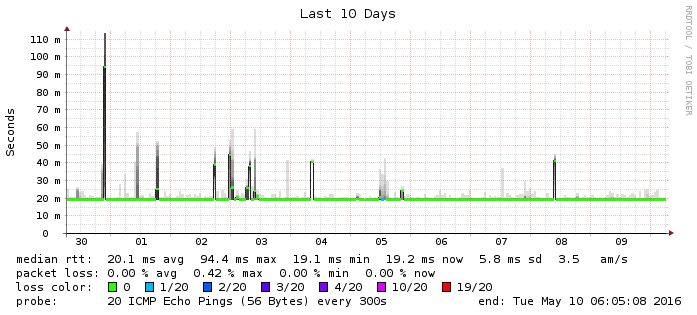 Last 10 Days
RRDTOOL / TOBI OETIKER
Seconds
110 m
100 m
90 m
80 m
70 m
60 m
50 m
40 m
30 m
20 m
10 m
0
30 01 02 03 04 05 06 07 08 09
median rtt: 20.1 ms avg 94.4 ms max 19.1 ms min 19.2 ms now 5.8 ms sd 3.5 am/s
packet loss: 0.00 % avg 0.42 % max 0.00 % min 0.00 % now
loss color: 0 1/20 2/20 3/20 4/20 10/20 19/20
probe: 20 ICMP Echo Pings (56 Bytes) every 300s end: Tue May 10 06:05:08 2016